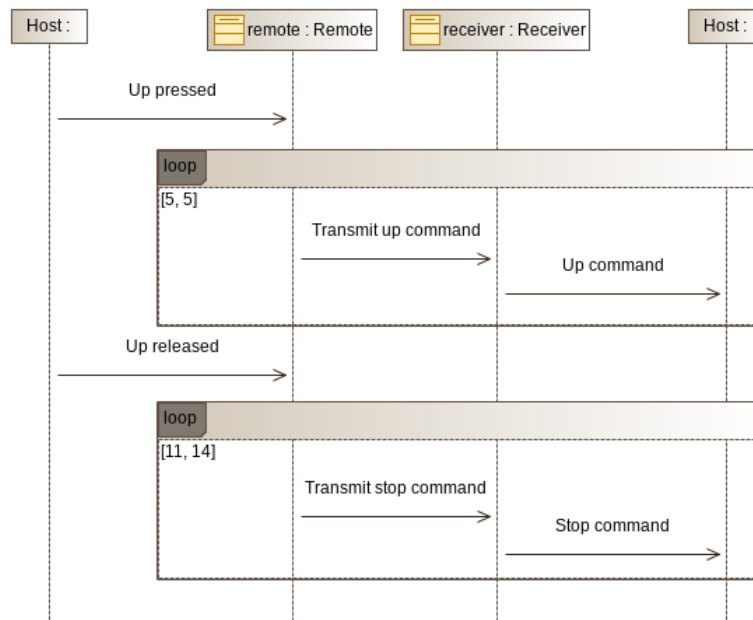 Host :
remote : Remote
receiver : Receiver
Host :
Up pressed
loop
[5, 5]
Transmit up command
Up command
Up released
loop
[11, 14]
Transmit stop command
Stop command